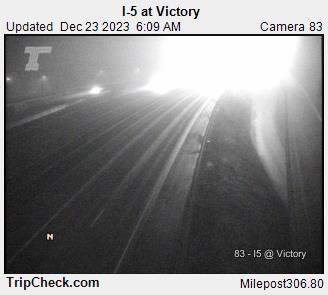 I-5 at Victory
Updated Dec 23 2023 6:09 AM Camera 83
T
N
83 - I5 @ Victory
TripCheck.com Milepost306.80